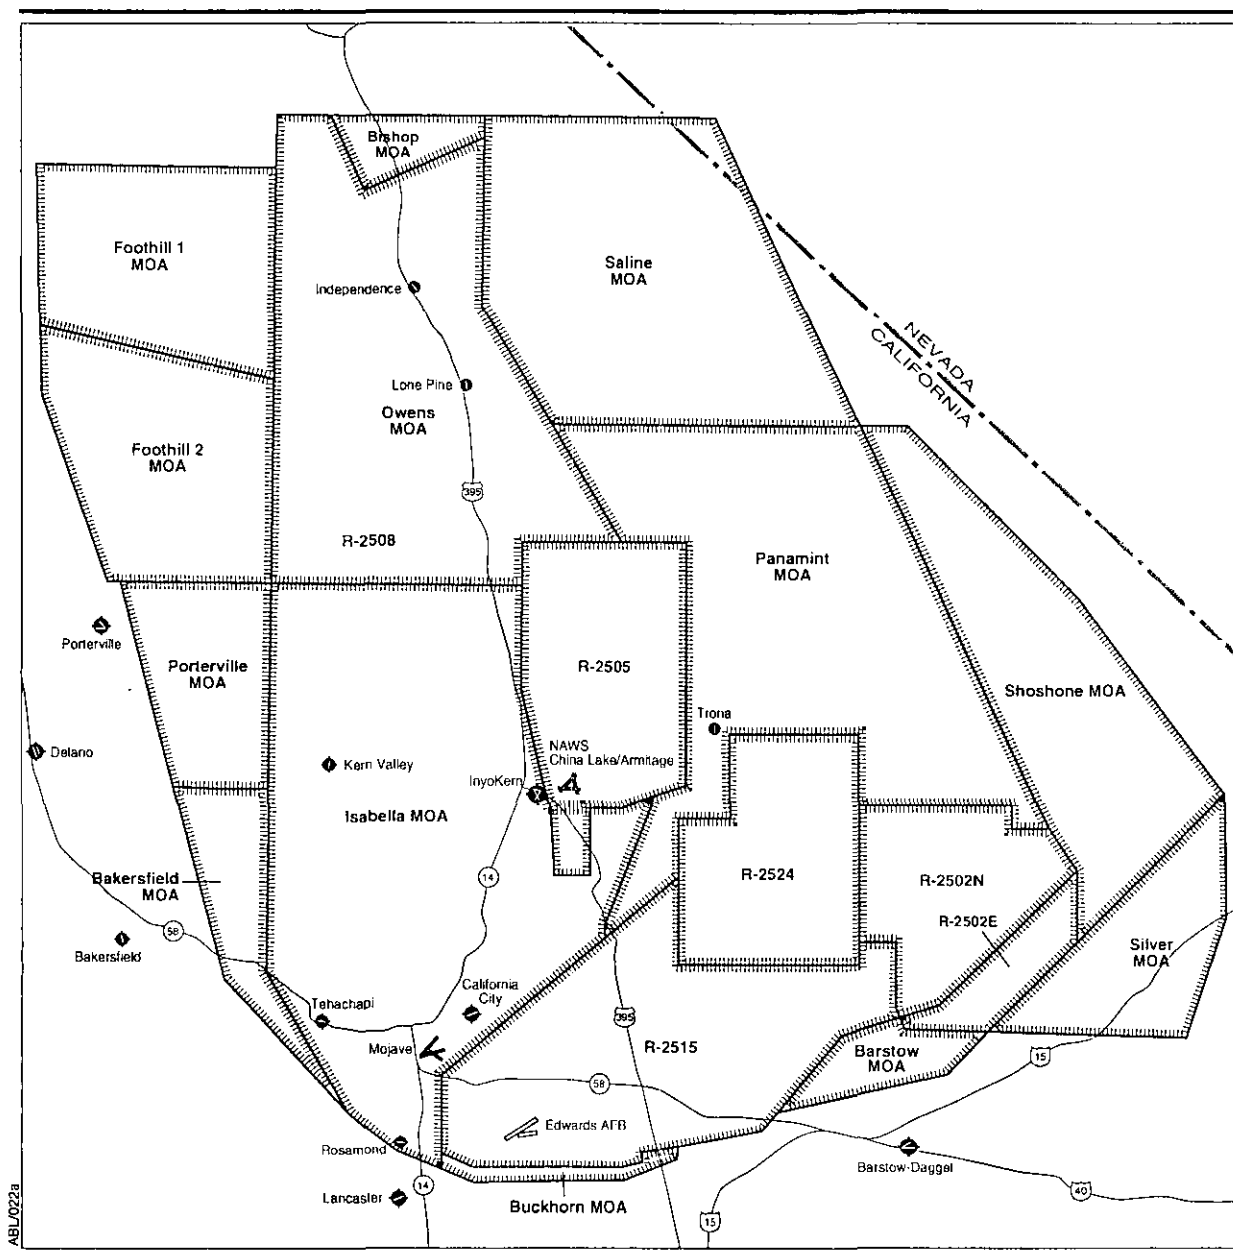 Bishop
MOA
Foothill 1
MOA
Saline
MOA
Independence
NEVADA
CALIFORNIA
Lone Pine
Owens
MOA
Foothill 2
MOA
395
R-2508
Panamint
MOA
Porterville
Porterville
MOA
R-2505
Shoshone MOA
Trona
Delano
Kern Valley
NAWS
China Lake/Armitage
InyoKern
Isabella MOA
Bakersfield
MOA
14
R-2524
R-2502N
R-2502E
58
Bakersfield
Silver
MOA
Tehachapi
California
City
395
Mojave
R-2515
Barstow
MOA
15
58
Edwards AFB
Rosamond
Barstow-Dagget
Lancaster
14
Buckhorn MOA
40
15
ABL/022a